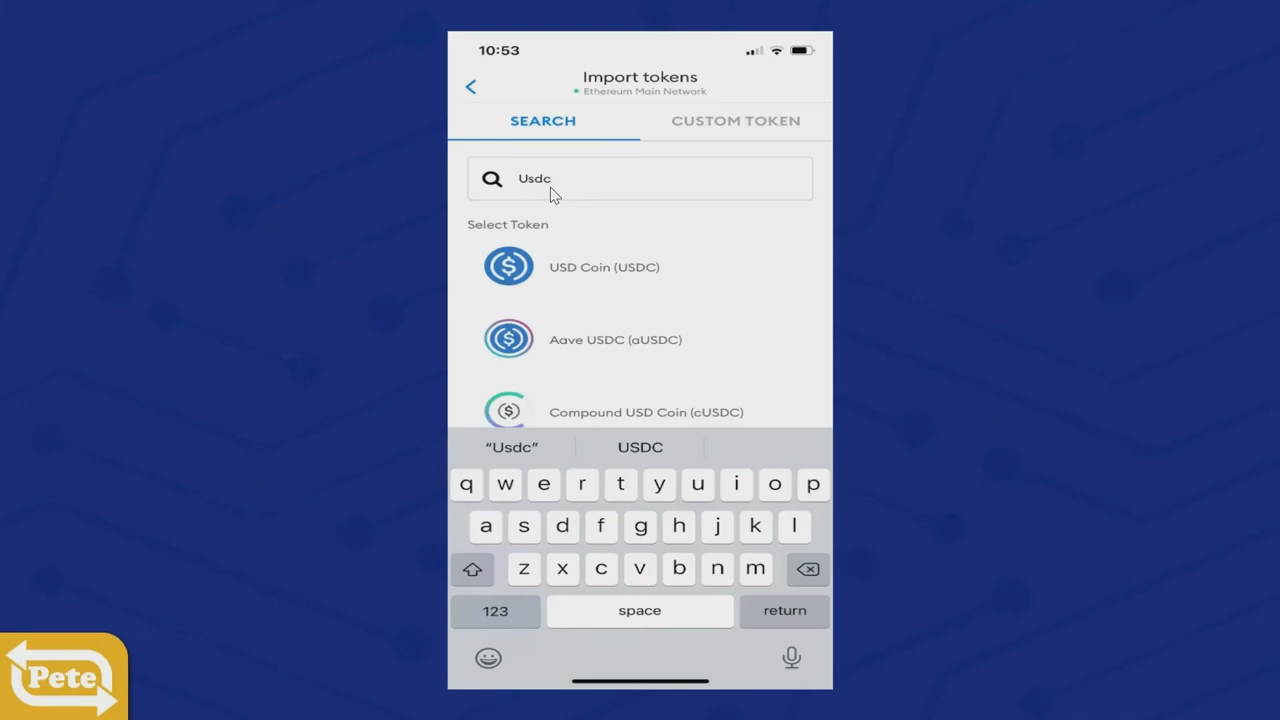 10:53
Import tokens
Ethereum Main Network
SEARCH
CUSTOM TOKEN
Usdc
Select Token
USD Coin (USDC)
Aave USDC (aUSDC)
Compound USD Coin (cUSDC)
“Usdc”
USDC
q w e r t y u i o p
a s d f g h j k l
z x c v b n m
123 space return
Pete